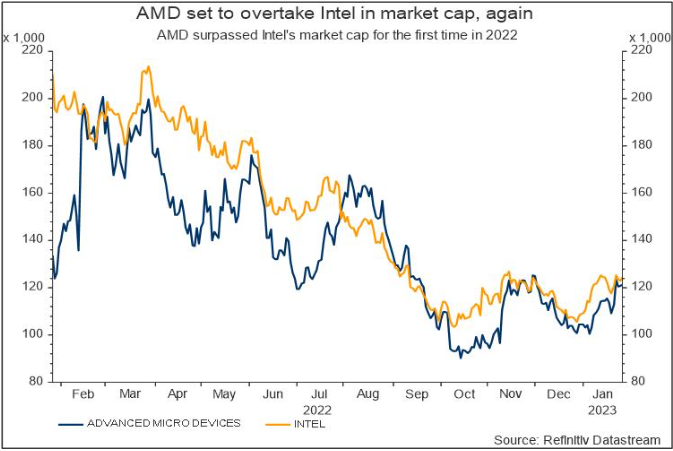 AMD set to overtake Intel in market cap, again
AMD surpassed Intel's market cap for the first time in 2022
x 1,000 x 1,000
220 220
200 200
180 180
160 160
140 140
120 120
100 100
80 80
Feb Mar Apr May Jun Jul Aug Sep Oct Nov Dec Jan
2022 2023
ADVANCED MICRO DEVICES INTEL
Source: Refinitiv Datastream